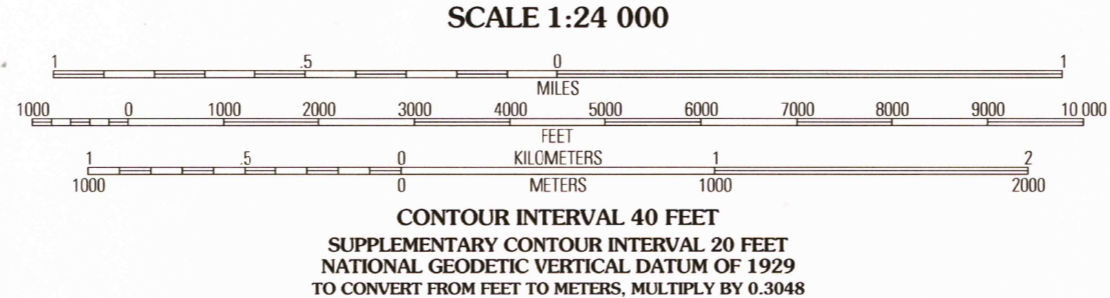 SCALE 1:24 000
1 .5 0 1
MILES
1000 0 1000 2000 3000 4000 5000 6000 7000 8000 9000 10 000
FEET
1 .5 0 KILOMETERS 1 2
1000 0 METERS 1000 2000
CONTOUR INTERVAL 40 FEET
SUPPLEMENTARY CONTOUR INTERVAL 20 FEET
NATIONAL GEODETIC VERTICAL DATUM OF 1929
TO CONVERT FROM FEET TO METERS, MULTIPLY BY 0.3048